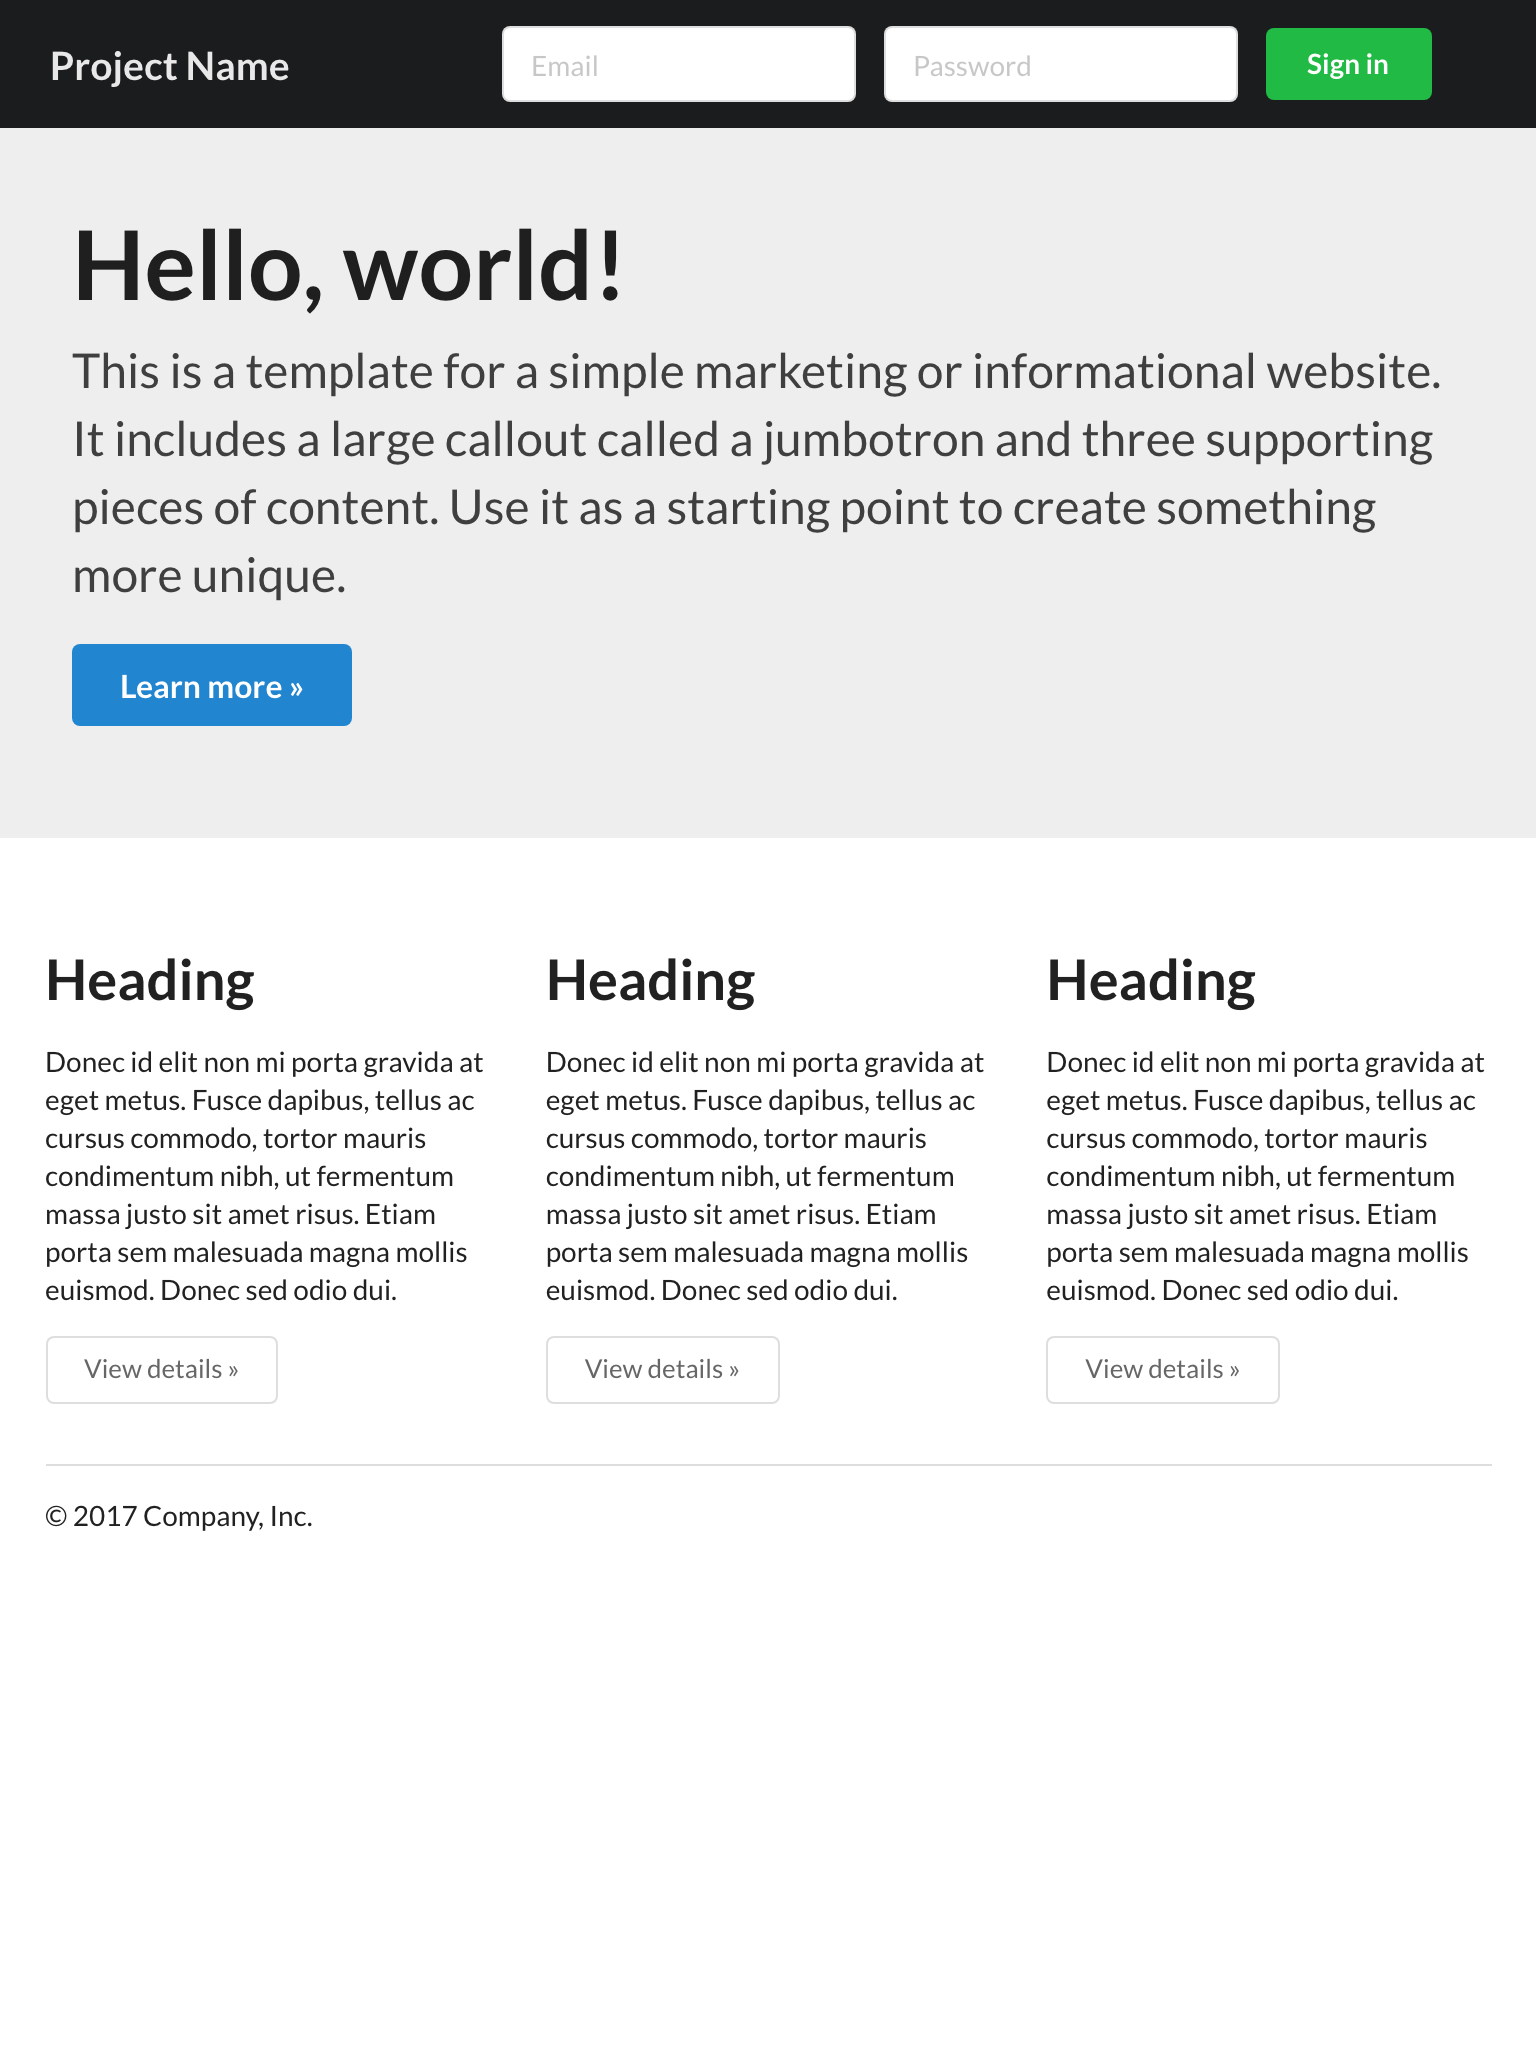 Project Name Email Password Sign in
Hello, world!
This is a template for a simple marketing or informational website.
It includes a large callout called a jumbotron and three supporting
pieces of content. Use it as a starting point to create something
more unique.
Learn more »
Heading
Donec id elit non mi porta gravida at
eget metus. Fusce dapibus, tellus ac
cursus commodo, tortor mauris
condimentum nibh, ut fermentum
massa justo sit amet risus. Etiam
porta sem malesuada magna mollis
euismod. Donec sed odio dui.
View details »
Heading
Donec id elit non mi porta gravida at
eget metus. Fusce dapibus, tellus ac
cursus commodo, tortor mauris
condimentum nibh, ut fermentum
massa justo sit amet risus. Etiam
porta sem malesuada magna mollis
euismod. Donec sed odio dui.
View details »
Heading
Donec id elit non mi porta gravida at
eget metus. Fusce dapibus, tellus ac
cursus commodo, tortor mauris
condimentum nibh, ut fermentum
massa justo sit amet risus. Etiam
porta sem malesuada magna mollis
euismod. Donec sed odio dui.
View details »
© 2017 Company, Inc.